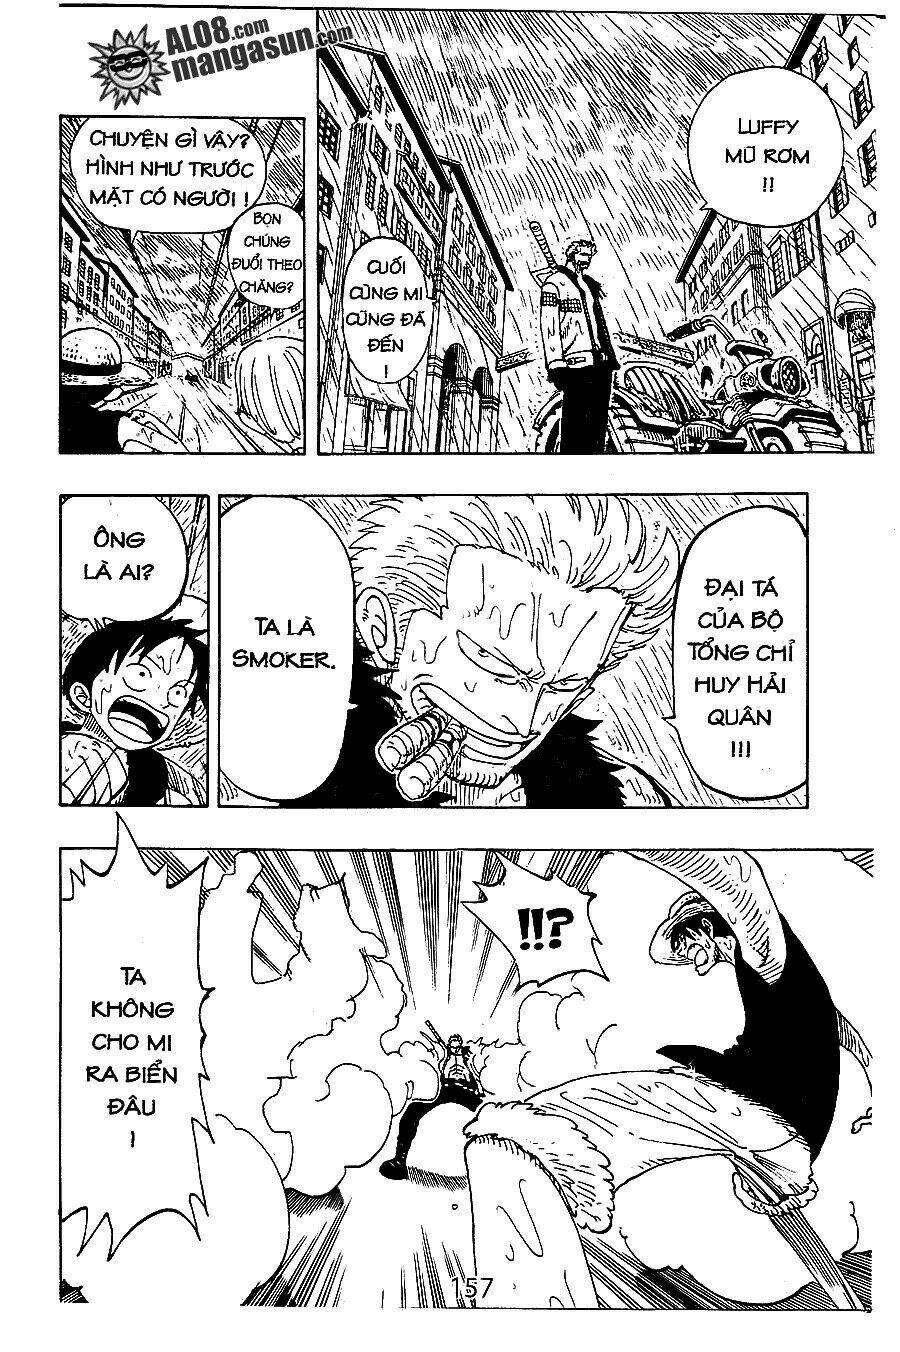 AL08.com
mangasun.com
CHUYỆN GÌ VẬY?
HÌNH NHƯ TRƯỚC
MẶT CÓ NGƯỜI !
BỌN
CHÚNG
ĐUỔI THEO
CHĂNG?
LUFFY
MŨ RƠM
!!
CUỐI
CÙNG MI
CŨNG ĐÃ
ĐẾN
!
ÔNG
LÀ AI?
TA LÀ
SMOKER.
ĐẠI TÁ
CỦA BỘ
TỔNG CHỈ
HUY HẢI
QUÂN
!!!
!!?
TA
KHÔNG
CHO MI
RA BIỂN
ĐÂU
!
157